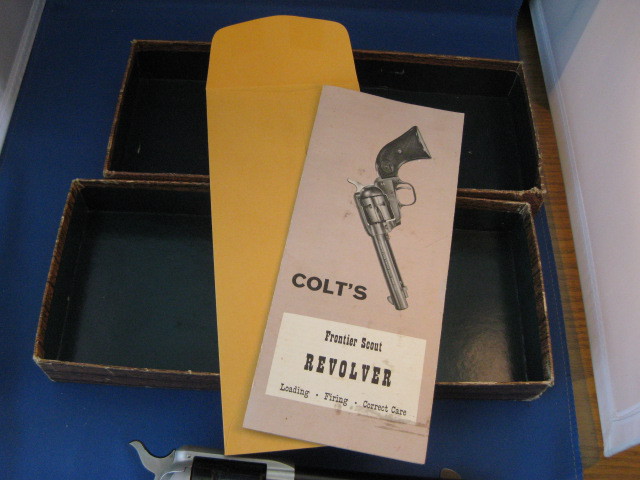 COLT'S
Frontier Scout
REVOLVER
Loading • Firing • Correct Care